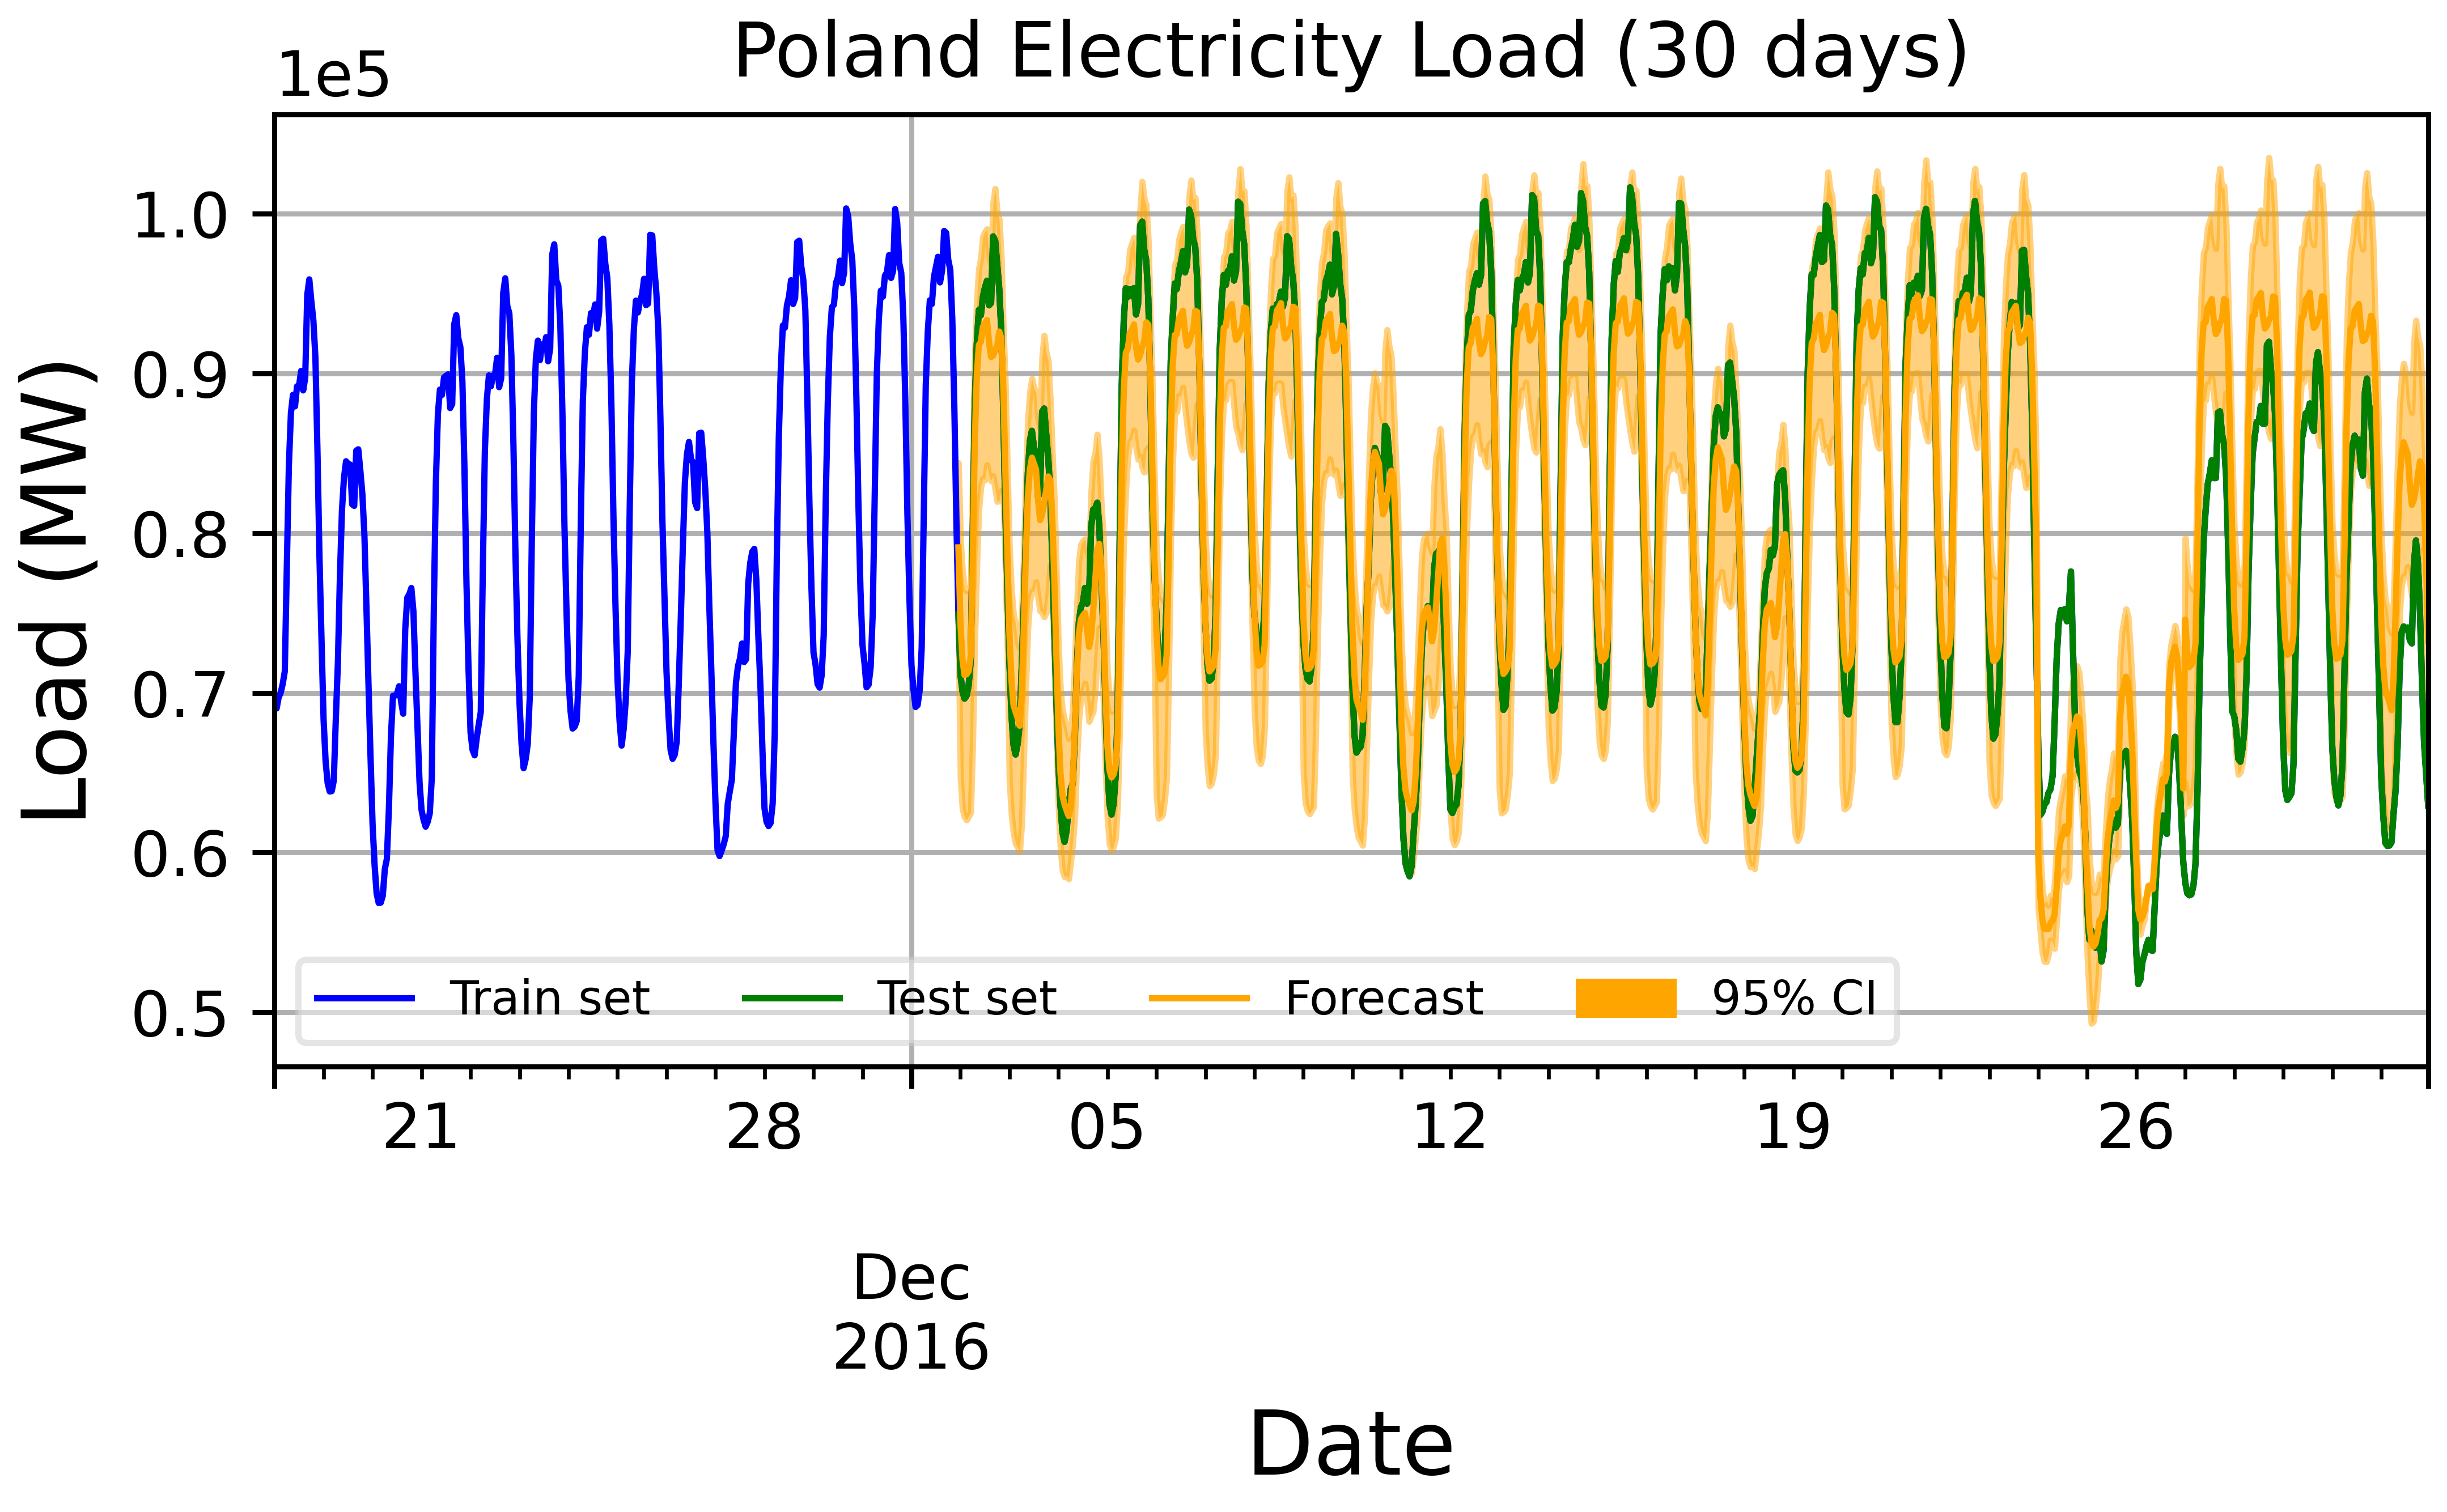 Poland Electricity Load (30 days)
1e5
1.0
0.9
0.8
0.7
0.6
0.5
Load (MW)
Train set Test set Forecast 95% CI
21 28 05 12 19 26
Dec
2016
Date